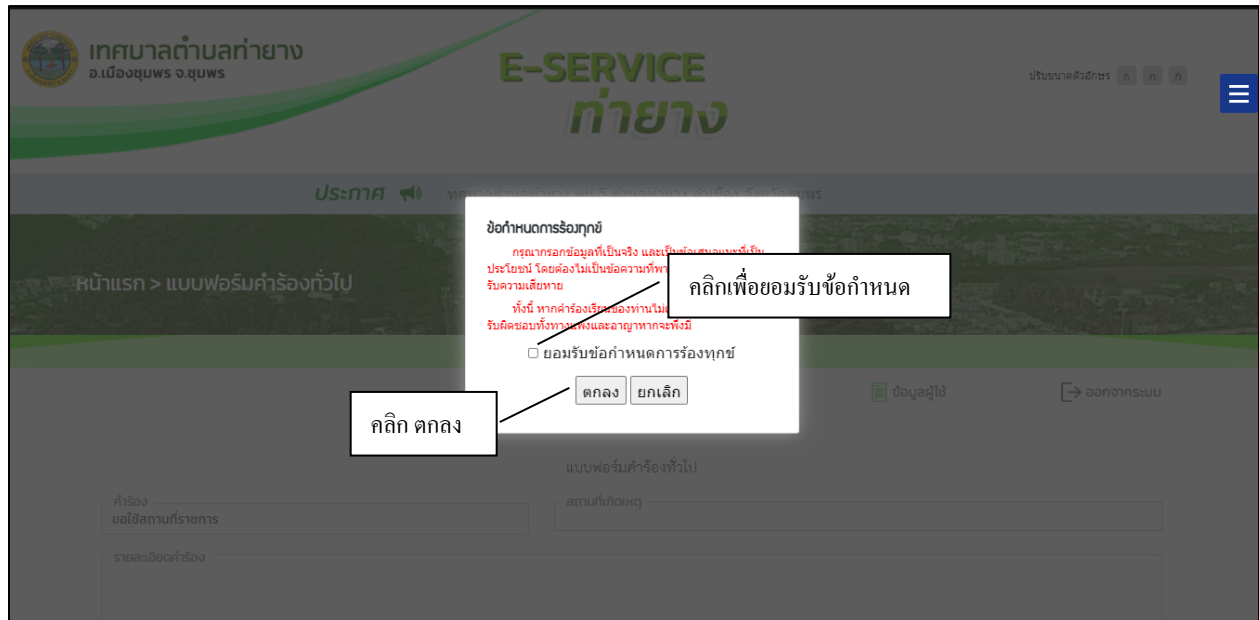 เทศบาลตำบลท่ายาง
อ.เมืองชุมพร จ.ชุมพร
E-SERVICE
ท่ายาง
ปรับขนาดตัวอักษร ก ก ก
ประกาศ
ข้อกำหนดการร้องทุกข์
กรุณากรอกข้อมูลที่เป็นจริง และเป็นข้อเสนอแนะที่เป็น
ประโยชน์ โดยต้องไม่เป็นข้อความที่
รับความเสียหาย
ทั้งนี้ หากคำร้องเรียนของท่าน
รับผิดชอบทั้งทางแพ่งและอาญาหากจะพึงมี
คลิกเพื่อยอมรับข้อกำหนด
หน้าแรก > แบบฟอร์มคำร้องทั่วไป
ยอมรับข้อกำหนดการร้องทุกข์
ตกลง ยกเลิก
คลิก ตกลง
ข้อมูลผู้ใช้ ออกจากระบบ
แบบฟอร์มคำร้องทั่วไป
คำร้อง
ขอใช้สถานที่ราชการ
สถานที่เกิดเหตุ
รายละเอียดคำร้อง